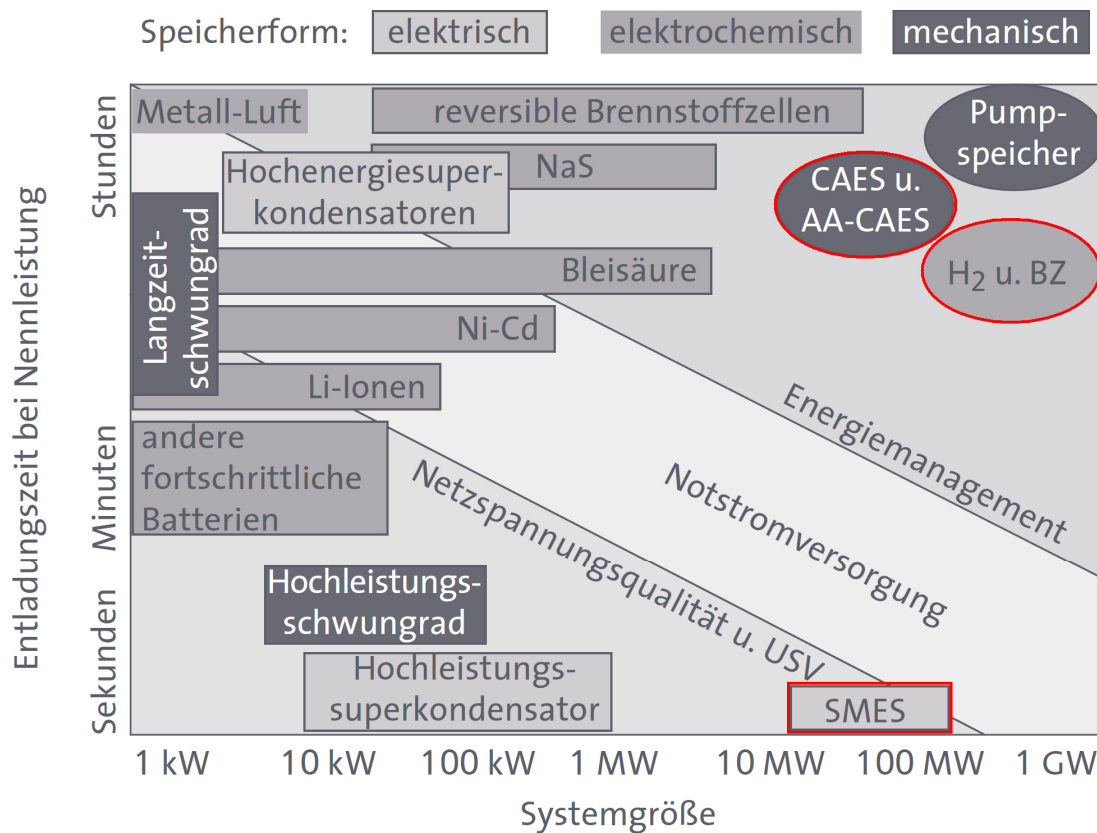 Speicherform: elektrisch elektrochemisch mechanisch
Entladungszeit bei Nennleistung
Stunden
Minuten
Sekunden
Metall-Luft
reversible Brennstoffzellen
Pump-
speicher
Hochenergiesuper-
kondensatoren
NaS
CAES u.
AA-CAES
Langzeit-
schwungrad
Bleisäure
H₂ u. BZ
Ni-Cd
Li-Ionen
Energiemanagement
andere
fortschrittliche
Batterien
Netzspannungsqualität u. USV
Notstromversorgung
Hochleistungs-
schwungrad
Hochleistungs-
superkondensator
SMES
1 kW 10 kW 100 kW 1 MW 10 MW 100 MW 1 GW
Systemgröße